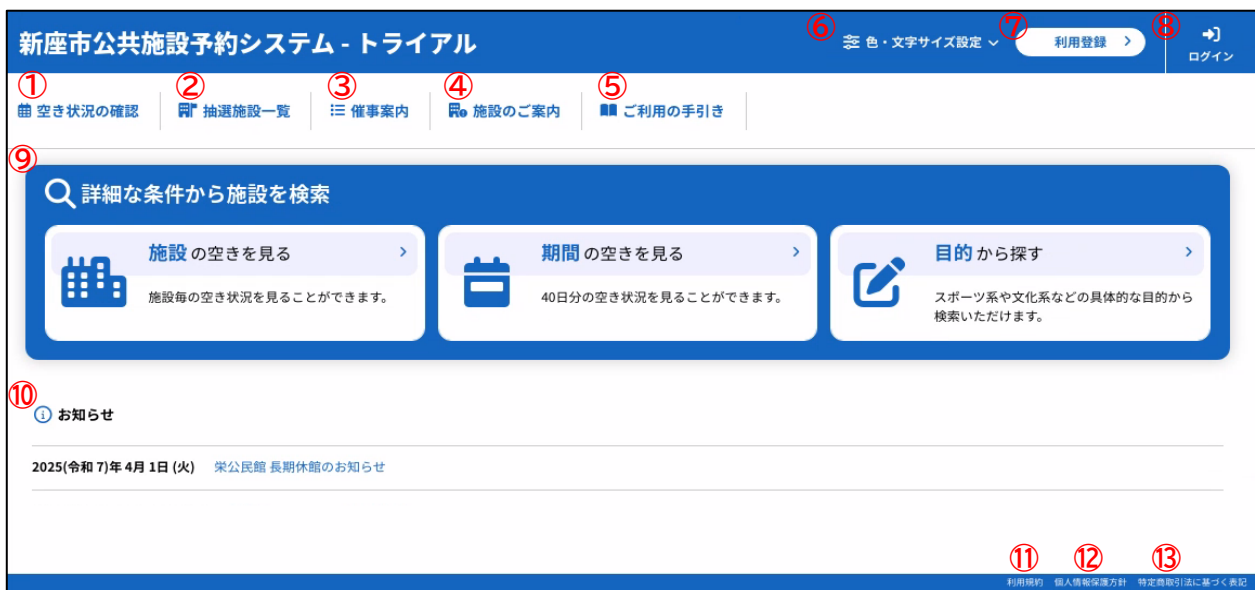 新座市公共施設予約システム - トライアル
⑥ 色・文字サイズ設定
⑦ 利用登録
⑧ ログイン
① 空き状況の確認
② 抽選施設一覧
③ 催事案内
④ 施設のご案内
⑤ ご利用の手引き
⑨
詳細な条件から施設を検索
施設の空きを見る
施設毎の空き状況を見ることができます。
期間の空きを見る
40日分の空き状況を見ることができます。
目的から探す
スポーツ系や文化系などの具体的な目的から
検索いただけます。
⑩
お知らせ
2025(令和 7)年 4月 1日 (火) 栄公民館 長期休館のお知らせ
⑪ 利用規約
⑫ 個人情報保護方針
⑬ 特定商取引法に基づく表記